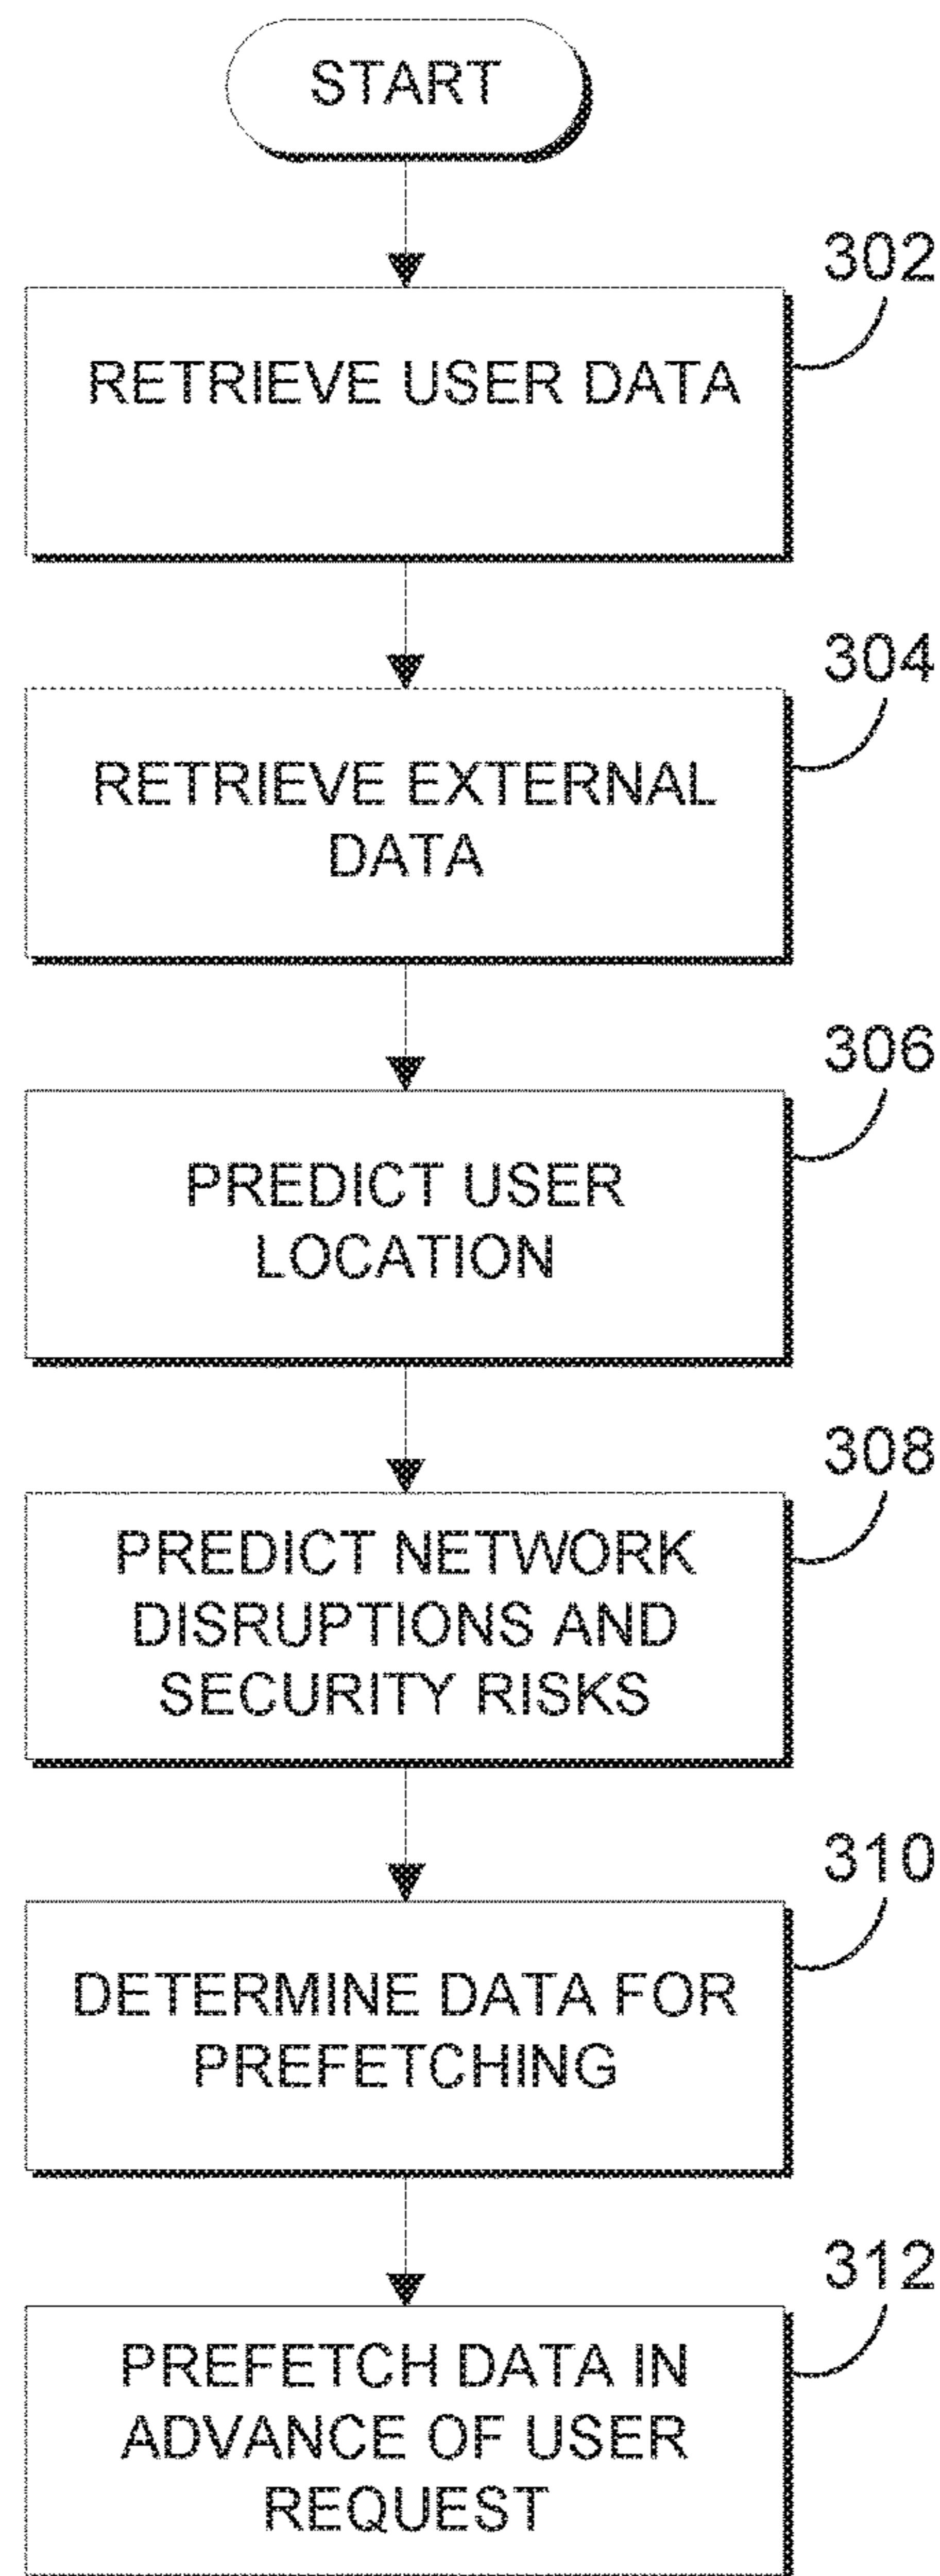 START
302
RETRIEVE USER DATA
304
RETRIEVE EXTERNAL
DATA
306
PREDICT USER
LOCATION
308
PREDICT NETWORK
DISRUPTIONS AND
SECURITY RISKS
310
DETERMINE DATA FOR
PREFETCHING
312
PREFETCH DATA IN
ADVANCE OF USER
REQUEST